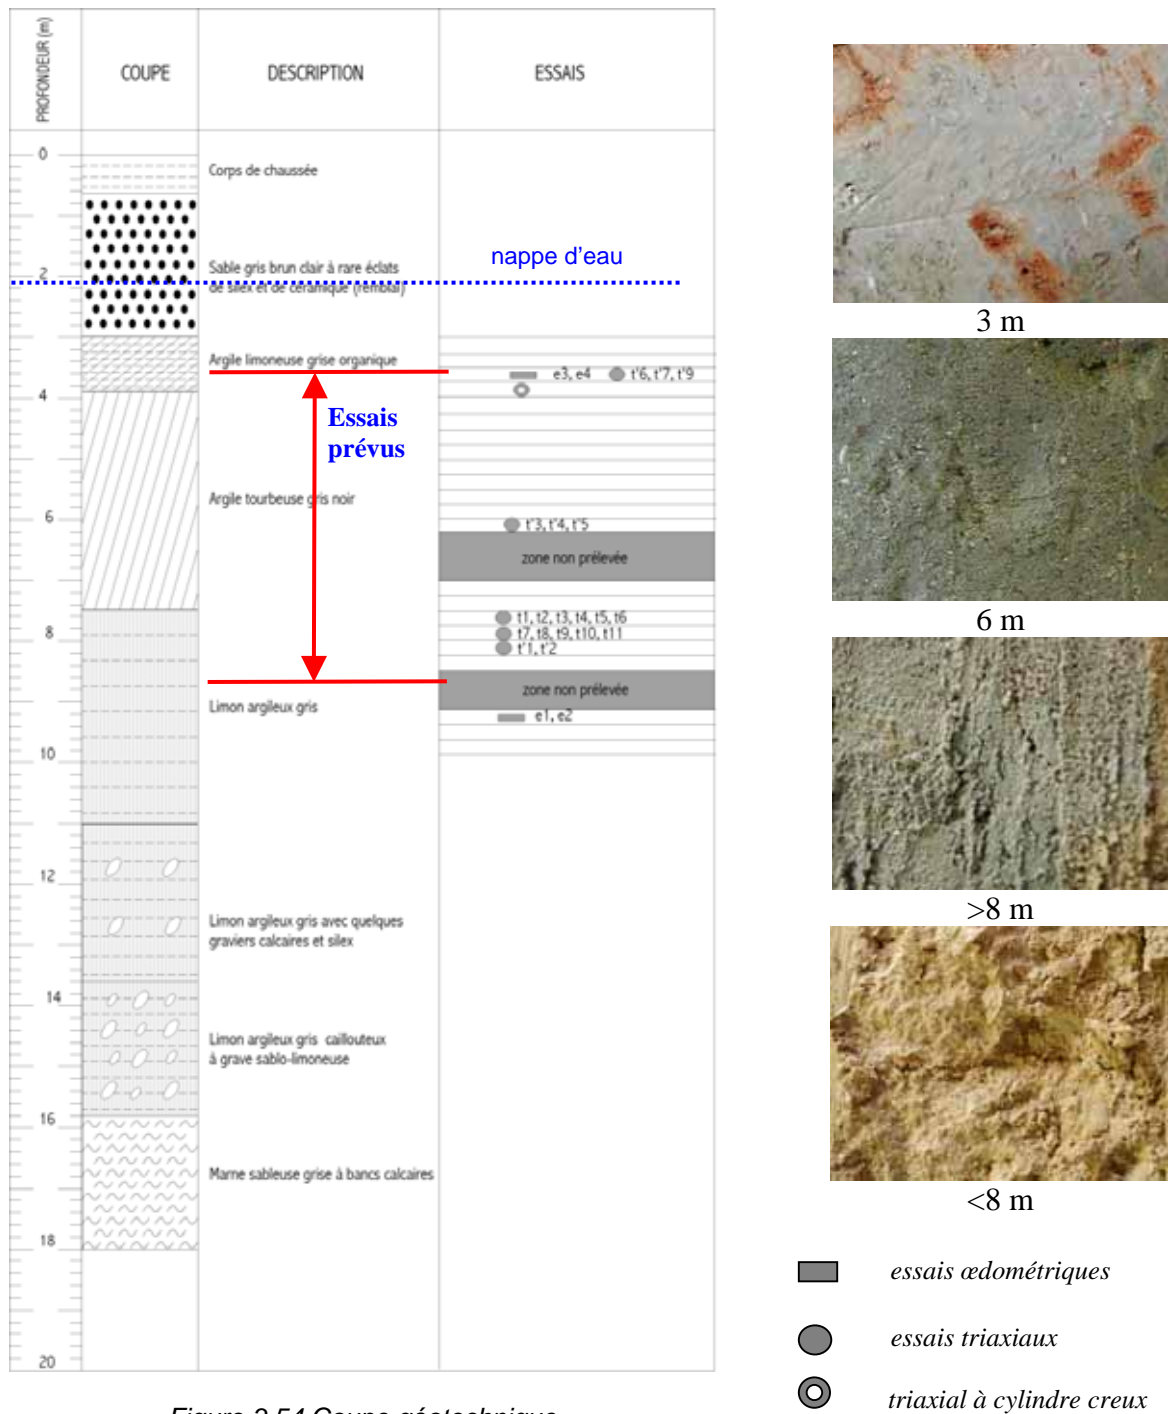 PROFONDEUR (m)
COUPE
DESCRIPTION
ESSAIS
0
Corps de chaussée
nappe d'eau
2
Sable gris brun clair à rare éclats
de silex et de céramique (remblai)
3 m
Argile limoneuse grise organique
e3, e4
t'6, t'7, t'9
4
Essais
prévus
Argile tourbeuse gris noir
6
t'3, t'4, t'5
zone non prélevée
6 m
t1, t2, t3, t4, t5, t6
8
t7, t8, t9, t10, t11
t'1, t'2
zone non prélevée
Limon argileux gris
e1, e2
10
12
>8 m
Limon argileux gris avec quelques
graviers calcaires et silex
14
Limon argileux gris caillouteux
à grave sablo-limoneuse
16
Marne sableuse grise à bancs calcaires
<8 m
18
20
essais œdométriques
essais triaxiaux
triaxial à cylindre creux
Figure 2.54 Coupe géotechnique